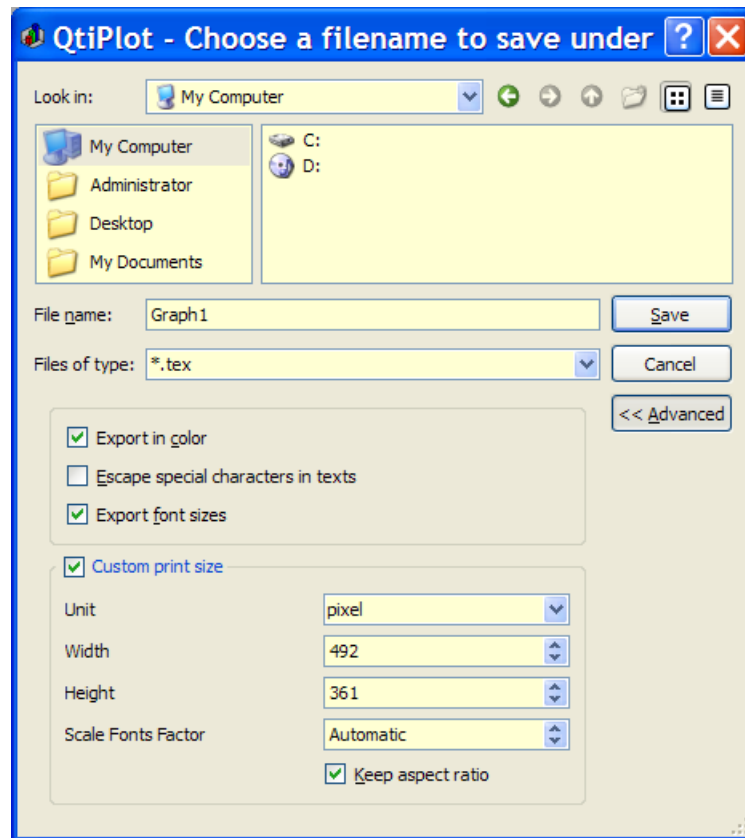 QtiPlot - Choose a filename to save under
Look in: My Computer
My Computer
Administrator
Desktop
My Documents
C:
D:
File name: Graph1 Save
Files of type: *.tex Cancel
<< Advanced
Export in color
Escape special characters in texts
Export font sizes
Custom print size
Unit pixel
Width 492
Height 361
Scale Fonts Factor Automatic
Keep aspect ratio